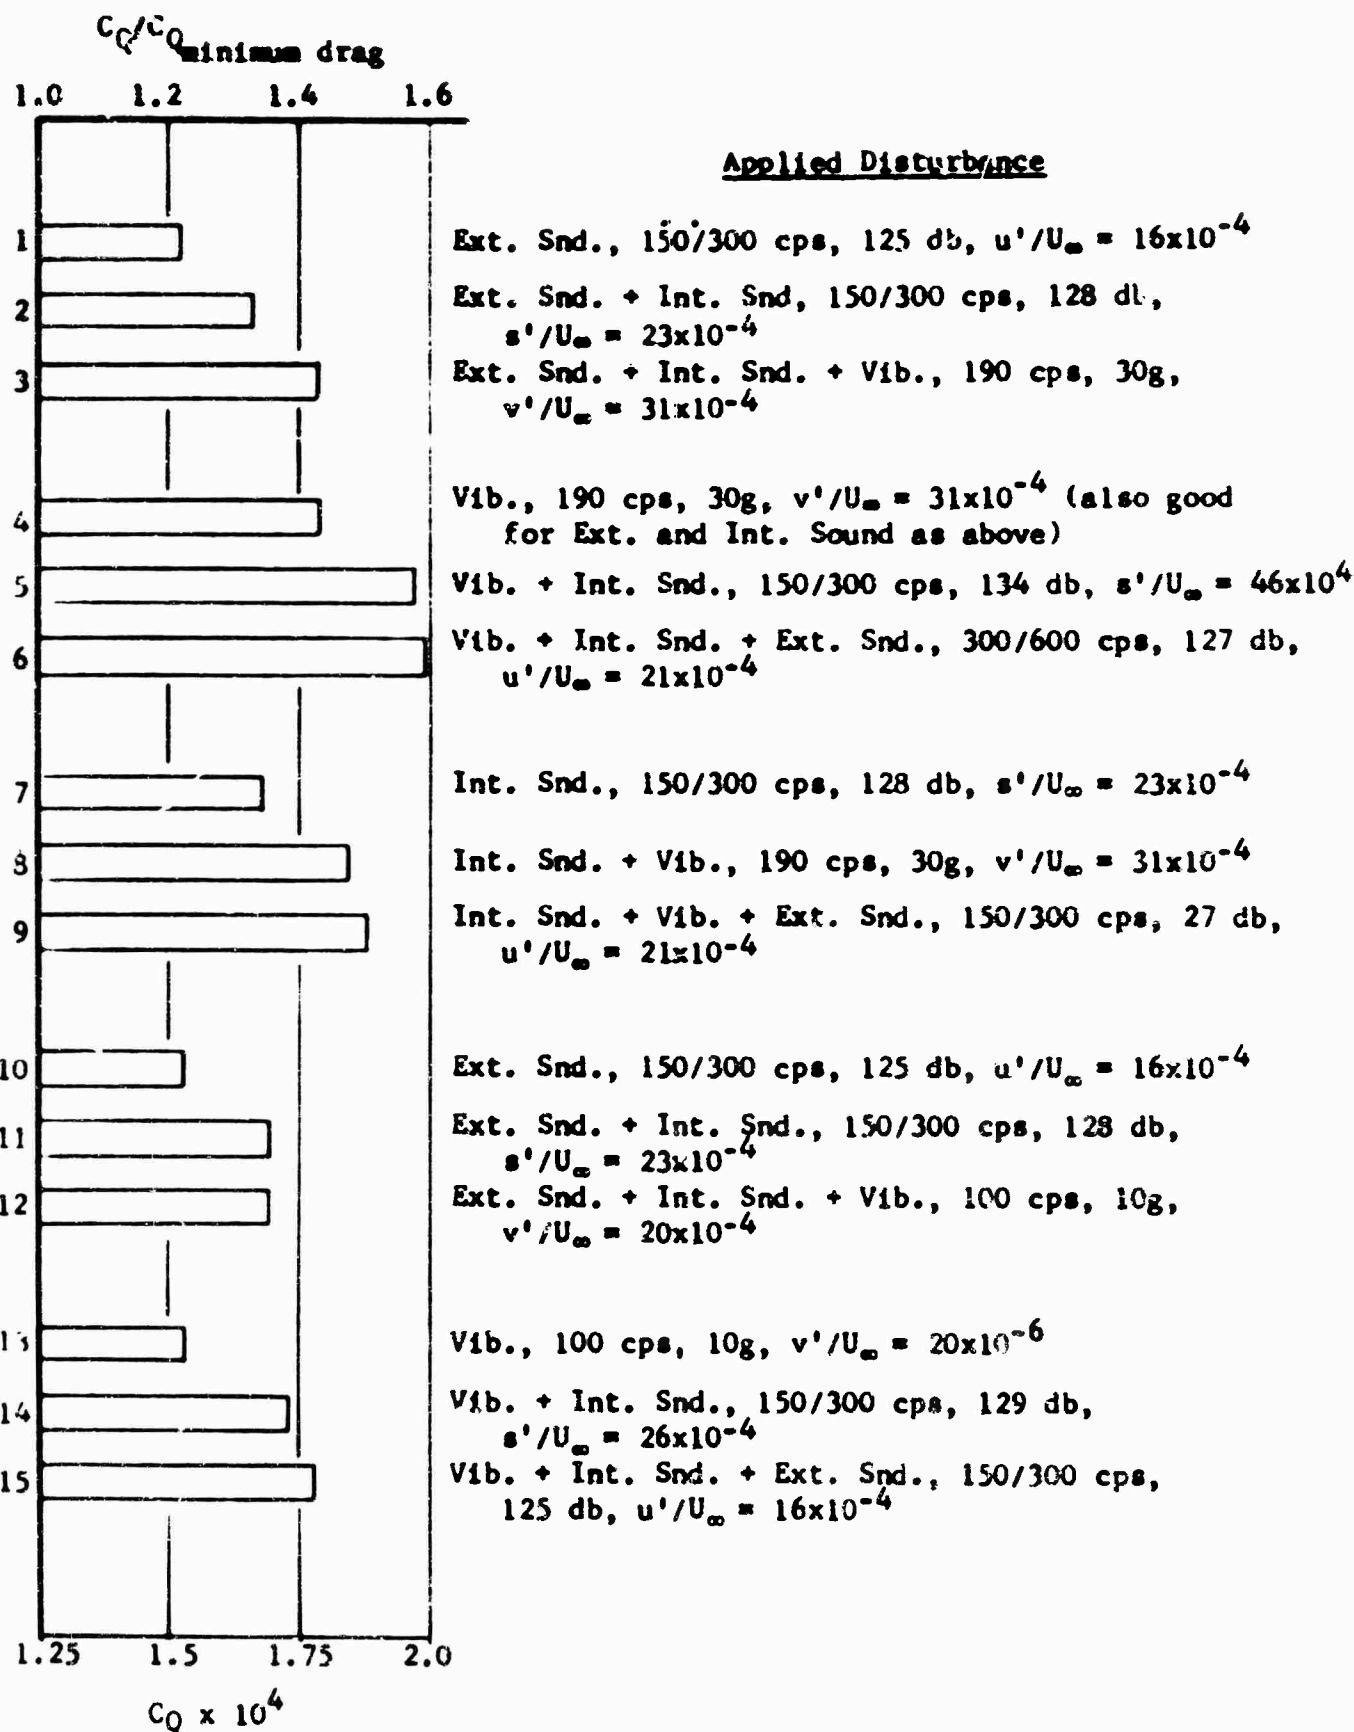 C_Q/C_Q minimum drag
1.0 1.2 1.4 1.6
Applied Disturbance
1 Ext. Snd., 150/300 cps, 125 db, u'/U∞ = 16x10⁻⁴
2 Ext. Snd. + Int. Snd, 150/300 cps, 128 db,
s'/U∞ = 23x10⁻⁴
3 Ext. Snd. + Int. Snd. + Vib., 190 cps, 30g,
v'/U∞ = 31x10⁻⁴
4 Vib., 190 cps, 30g, v'/U∞ = 31x10⁻⁴ (also good
for Ext. and Int. Sound as above)
5 Vib. + Int. Snd., 150/300 cps, 134 db, s'/U∞ = 46x10⁴
6 Vib. + Int. Snd. + Ext. Snd., 300/600 cps, 127 db,
u'/U∞ = 21x10⁻⁴
7 Int. Snd., 150/300 cps, 128 db, s'/U∞ = 23x10⁻⁴
8 Int. Snd. + Vib., 190 cps, 30g, v'/U∞ = 31x10⁻⁴
9 Int. Snd. + Vib. + Ext. Snd., 150/300 cps, 27 db,
u'/U∞ = 21x10⁻⁴
10 Ext. Snd., 150/300 cps, 125 db, u'/U∞ = 16x10⁻⁴
11 Ext. Snd. + Int. Snd., 150/300 cps, 128 db,
s'/U∞ = 23x10⁻⁴
12 Ext. Snd. + Int. Snd. + Vib., 100 cps, 10g,
v'/U∞ = 20x10⁻⁴
13 Vib., 100 cps, 10g, v'/U∞ = 20x10⁻⁶
14 Vib. + Int. Snd., 150/300 cps, 129 db,
s'/U∞ = 26x10⁻⁴
15 Vib. + Int. Snd. + Ext. Snd., 150/300 cps,
125 db, u'/U∞ = 16x10⁻⁴
1.25 1.5 1.75 2.0
C_Q x 10⁴